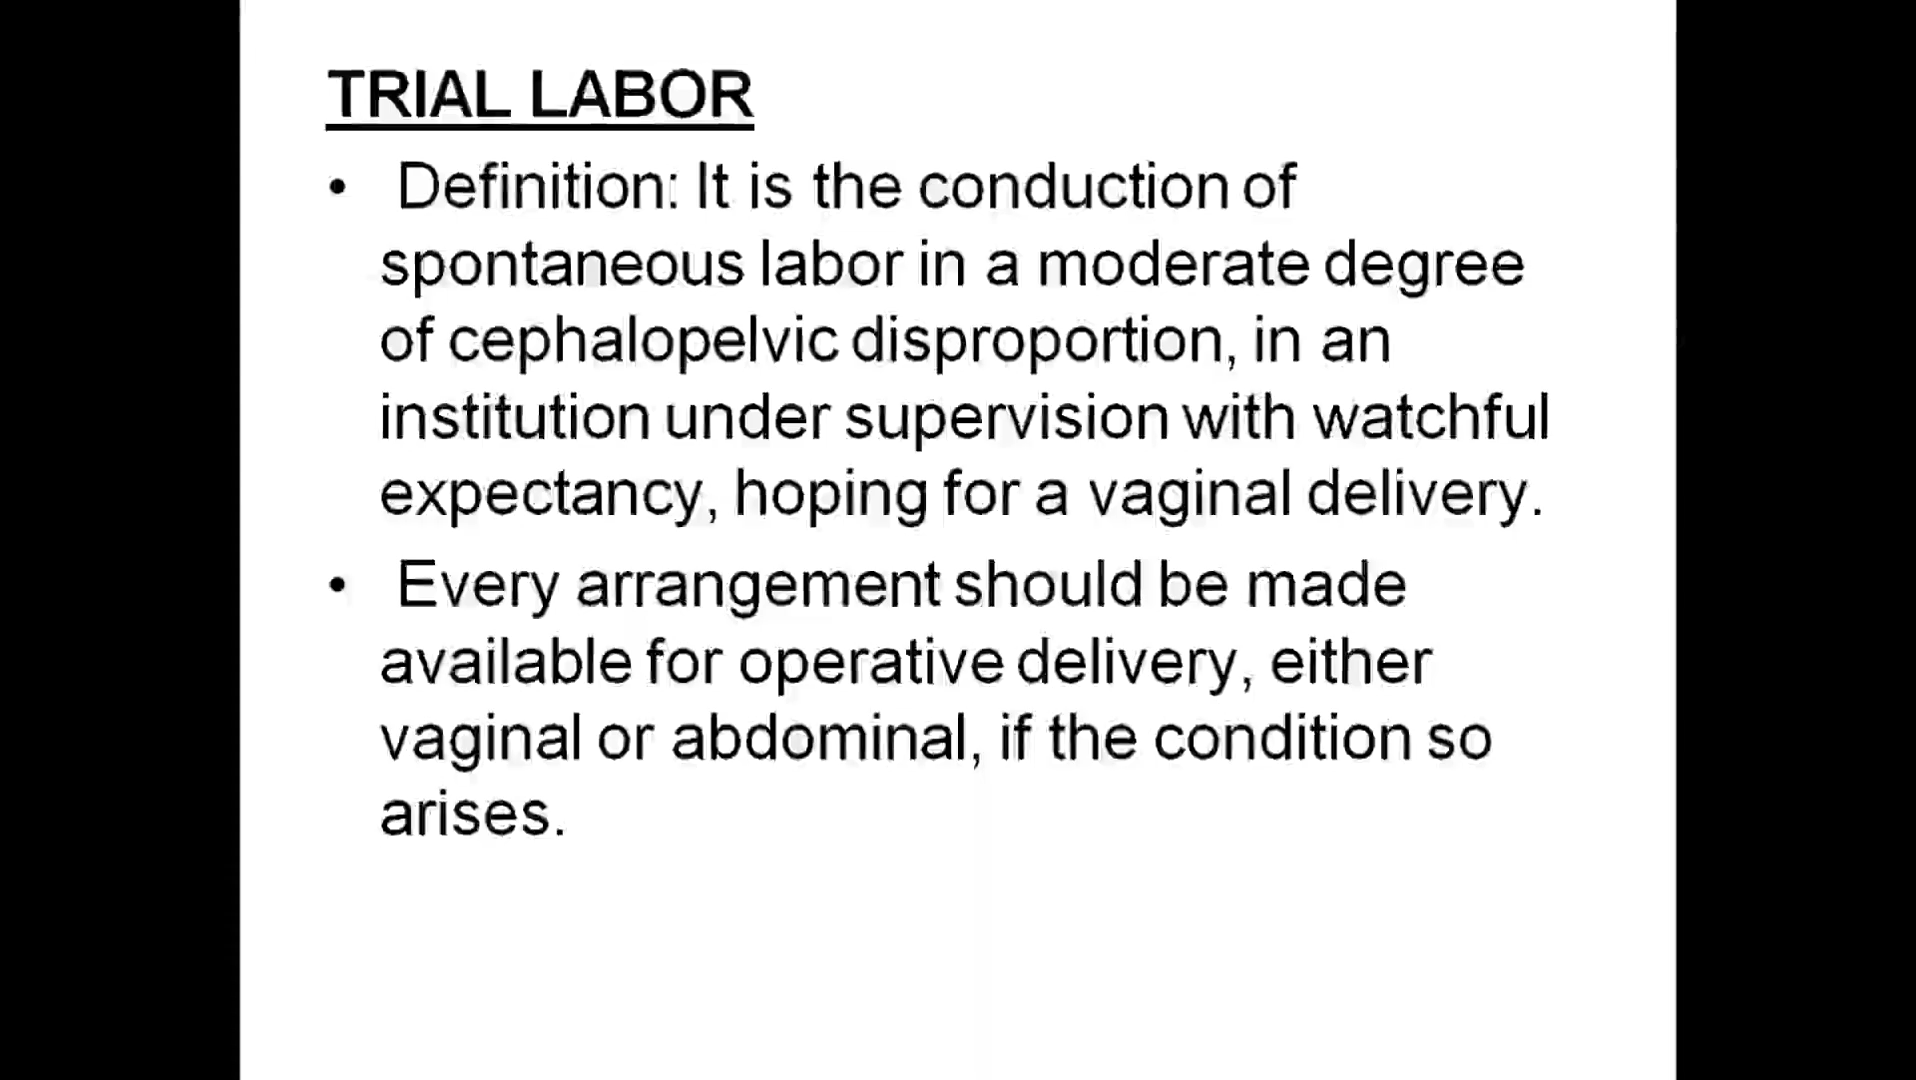 TRIAL LABOR
• Definition: It is the conduction of
spontaneous labor in a moderate degree
of cephalopelvic disproportion, in an
institution under supervision with watchful
expectancy, hoping for a vaginal delivery.
• Every arrangement should be made
available for operative delivery, either
vaginal or abdominal, if the condition so
arises.